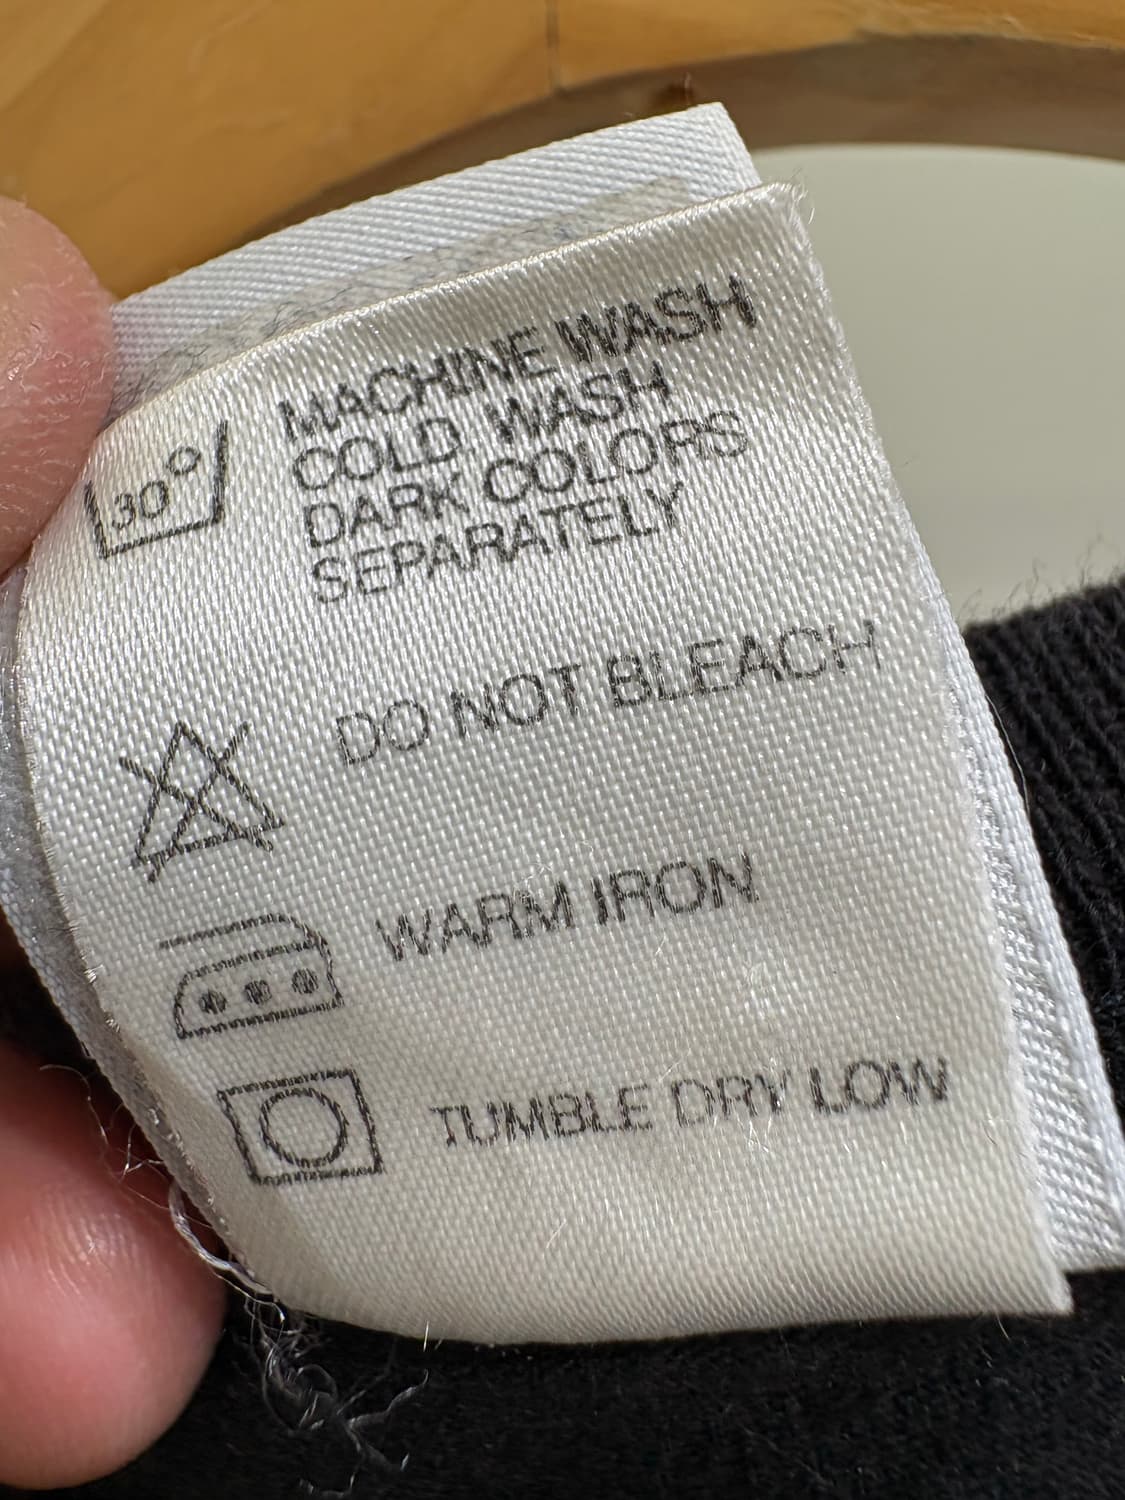 30°
MACHINE WASH
COLD. WASH
DARK COLORS
SEPARATELY
DO NOT BLEACH
WARM IRON
TUMBLE DRY LOW